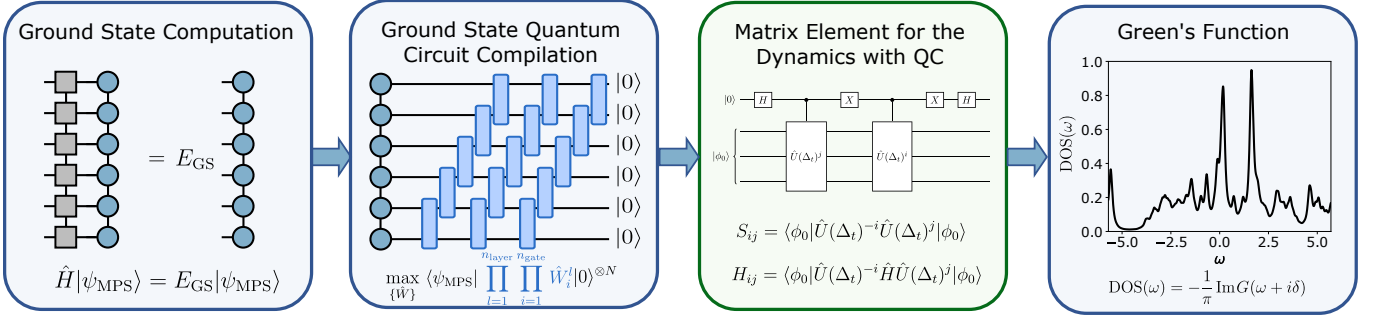 Ground State Computation
= E_GS
Ĥ|ψ_MPS⟩ = E_GS|ψ_MPS⟩
Ground State Quantum
Circuit Compilation
|0⟩
|0⟩
|0⟩
|0⟩
|0⟩
|0⟩
max_{Ŵ} ⟨ψ_MPS| ∏_{l=1}^{n_layer} ∏_{i=1}^{n_gate} Ŵ_i^l |0⟩^{⊗N}
Matrix Element for the
Dynamics with QC
|0⟩ H X X H
|ϕ_0⟩ Û(Δ_t)^j Û(Δ_t)^i
S_ij = ⟨ϕ_0|Û(Δ_t)^{-i}Û(Δ_t)^j|ϕ_0⟩
H_ij = ⟨ϕ_0|Û(Δ_t)^{-i}ĤÛ(Δ_t)^j|ϕ_0⟩
Green's Function
DOS(ω)
1.0
0.8
0.6
0.4
0.2
0.0
−5.0 −2.5 0.0 2.5 5.0
ω
DOS(ω) = −1/π Im G(ω + iδ)